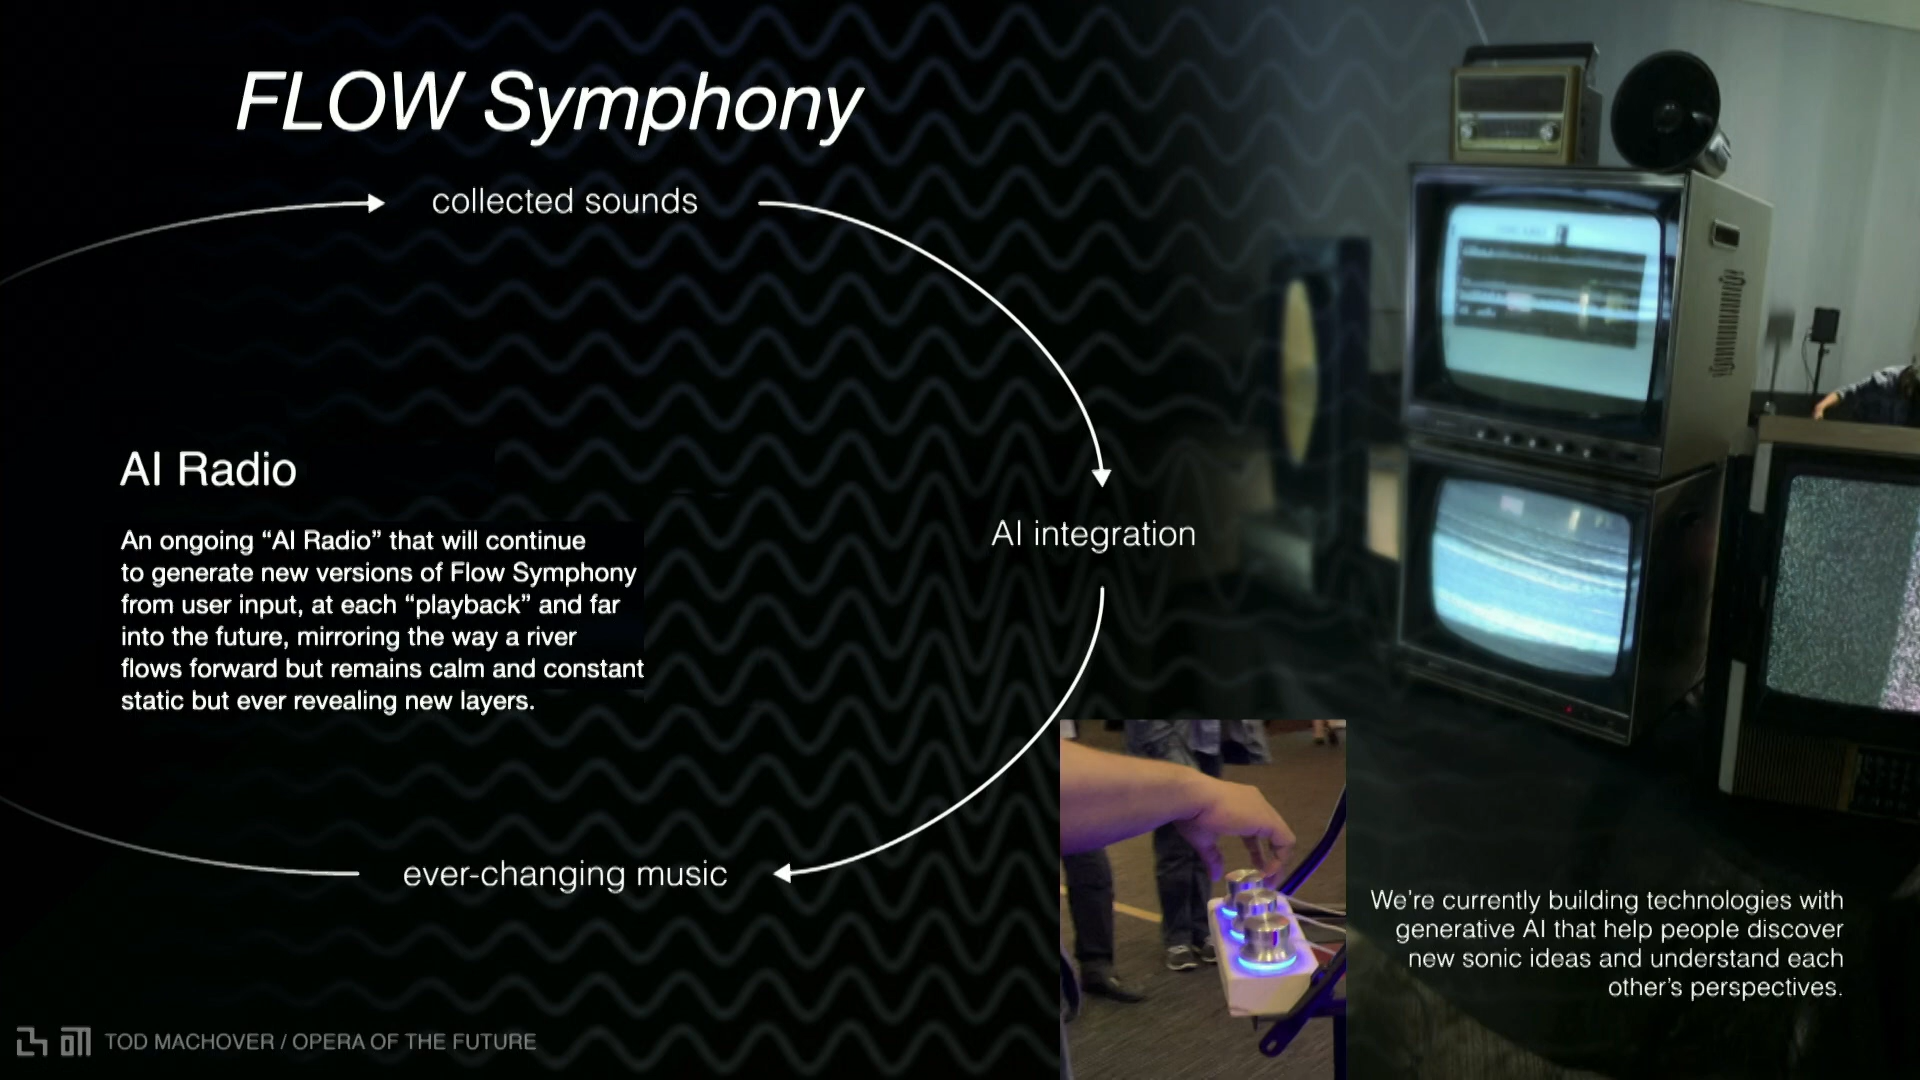 FLOW Symphony
collected sounds
AI Radio
An ongoing “AI Radio” that will continue
to generate new versions of Flow Symphony
from user input, at each “playback” and far
into the future, mirroring the way a river
flows forward but remains calm and constant
static but ever revealing new layers.
AI integration
ever-changing music
We’re currently building technologies with
generative AI that help people discover
new sonic ideas and understand each
other’s perspectives.
TOD MACHOVER / OPERA OF THE FUTURE